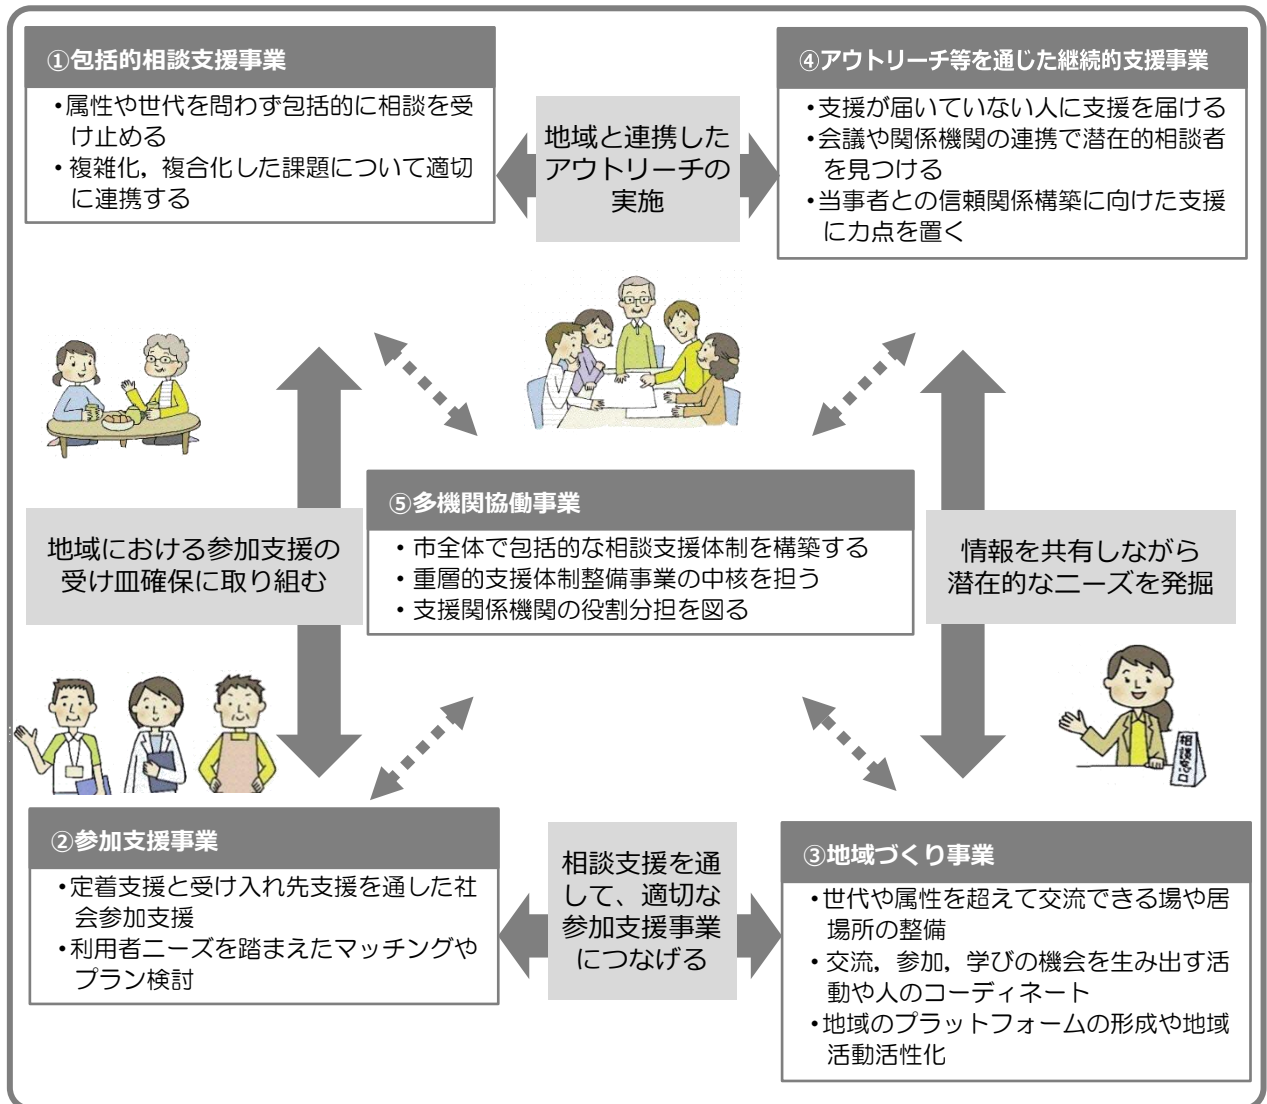 ①包括的相談支援事業
・属性や世代を問わず包括的に相談を受
け止める
・複雑化，複合化した課題について適切
に連携する
地域と連携した
アウトリーチの
実施
④アウトリーチ等を通じた継続的支援事業
・支援が届いていない人に支援を届ける
・会議や関係機関の連携で潜在的相談者
を見つける
・当事者との信頼関係構築に向けた支援
に力点を置く
地域における参加支援の
受け皿確保に取り組む
⑤多機関協働事業
・市全体で包括的な相談支援体制を構築する
・重層的支援体制整備事業の中核を担う
・支援関係機関の役割分担を図る
情報を共有しながら
潜在的なニーズを発掘
相談窓口
②参加支援事業
・定着支援と受け入れ先支援を通した社
会参加支援
・利用者ニーズを踏まえたマッチングや
プラン検討
相談支援を通
して、適切な
参加支援事業
につなげる
③地域づくり事業
・世代や属性を超えて交流できる場や居
場所の整備
・交流，参加，学びの機会を生み出す活
動や人のコーディネート
・地域のプラットフォームの形成や地域
活動活性化